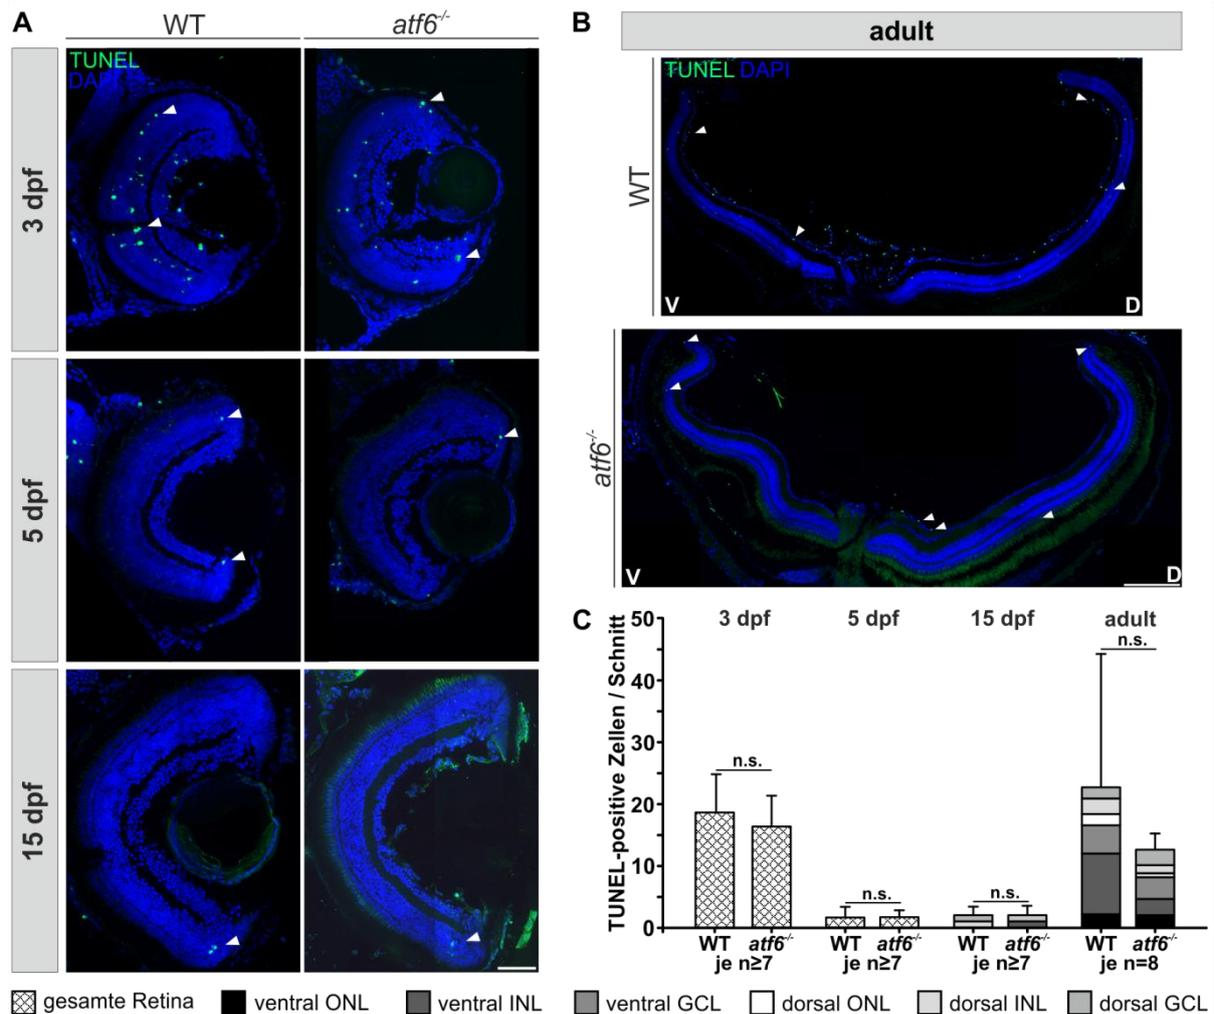 A
WT
atf6-/-
3 dpf
TUNEL
DAPI
5 dpf
15 dpf
B
adult
WT
TUNEL DAPI
V
D
atf6-/-
V
D
C
TUNEL-positive Zellen / Schnitt
50
40
30
20
10
0
3 dpf
5 dpf
15 dpf
adult
n.s.
n.s.
n.s.
n.s.
WT atf6-/-
WT atf6-/-
WT atf6-/-
WT atf6-/-
je n≥7
je n≥7
je n≥7
je n=8
gesamte Retina
ventral ONL
ventral INL
ventral GCL
dorsal ONL
dorsal INL
dorsal GCL